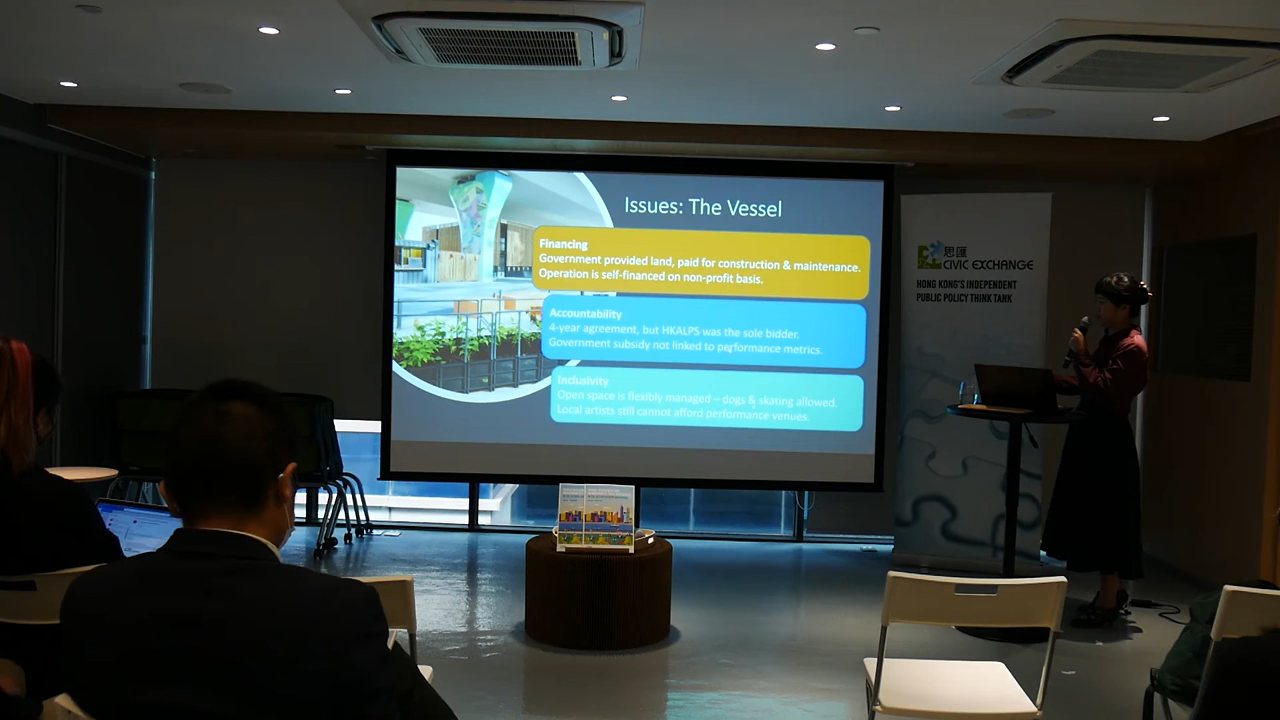 Issues: The Vessel
Financing
Government provided land, paid for construction & maintenance.
Operation is self-financed on non-profit basis.
Accountability
4-year agreement, but HKALPS was the sole bidder.
Government subsidy not linked to performance metrics.
Inclusivity
Open space is flexibly managed – dogs & skating allowed.
Local artists still cannot afford performance venues.
思匯
CIVIC EXCHANGE
HONG KONG'S INDEPENDENT
PUBLIC POLICY THINK TANK